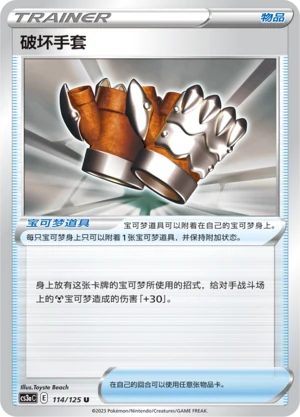 TRAINER 物品
破坏手套
宝可梦道具 宝可梦道具可以附着在自己的宝可梦身上。
每只宝可梦身上只可以附着1张宝可梦道具，并保持附加状态。
身上放有这张卡牌的宝可梦所使用的招式，给对手战斗场
上的宝可梦造成的伤害「+30」。
Illus.Tayste Beach
CS3aC E 114/125 U
在自己的回合可以使用任意张物品卡。
©2023 Pokémon/Nintendo/Creatures/GAME FREAK.